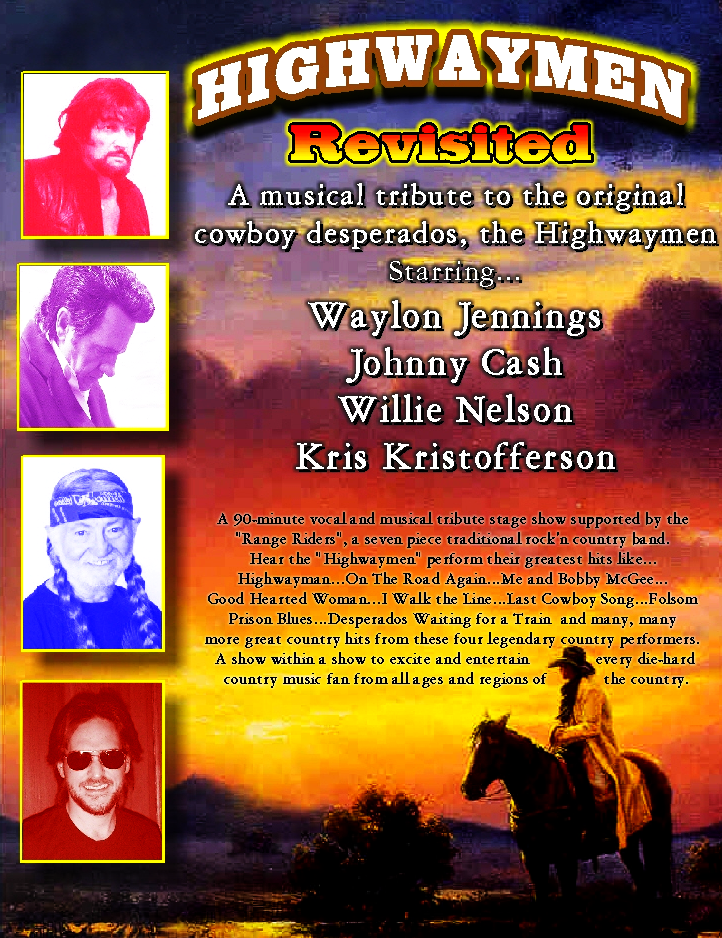 HIGHWAYMEN
Revisited
A musical tribute to the original
cowboy desperados, the Highwaymen
Starring...
Waylon Jennings
Johnny Cash
Willie Nelson
Kris Kristofferson
A 90-minute vocal and musical tribute stage show supported by the
"Range Riders", a seven piece traditional rock'n country band.
Hear the "Highwaymen" perform their greatest hits like...
Highwayman...On The Road Again...Me and Bobby McGee...
Good Hearted Woman...I Walk the Line...Last Cowboy Song...Folsom
Prison Blues...Desperados Waiting for a Train and many, many
more great country hits from these four legendary country performers.
A show within a show to excite and entertain every die-hard
country music fan from all ages and regions of the country.